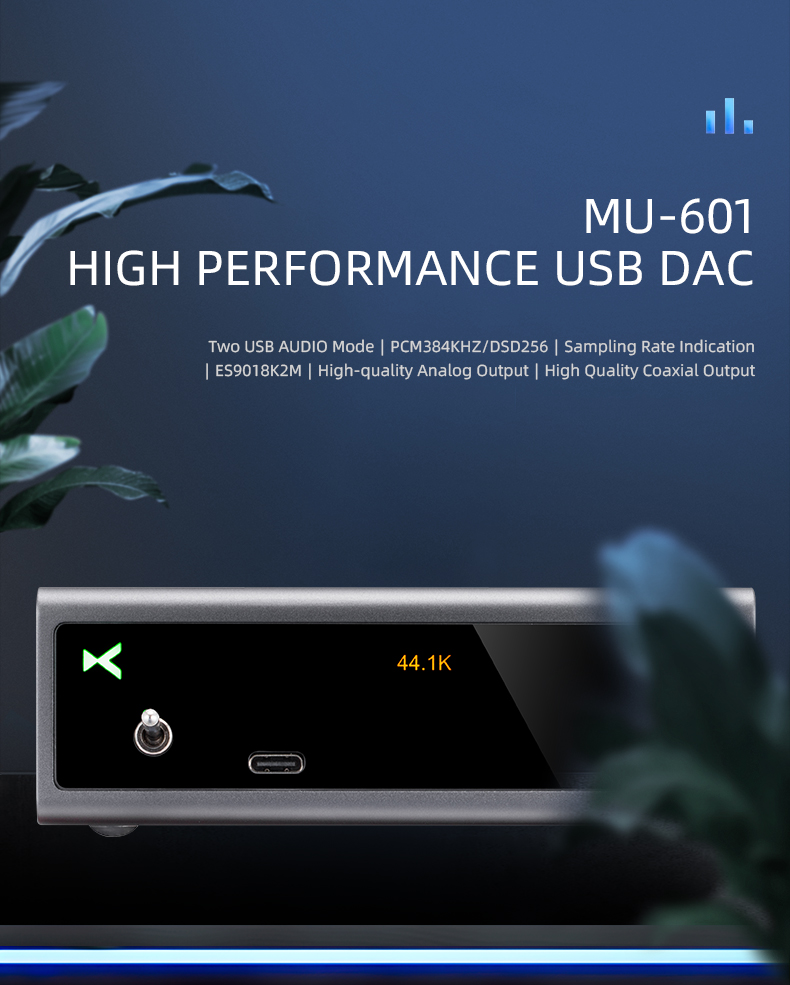 MU-601
HIGH PERFORMANCE USB DAC
Two USB AUDIO Mode | PCM384KHZ/DSD256 | Sampling Rate Indication
| ES9018K2M | High-quality Analog Output | High Quality Coaxial Output
44.1K